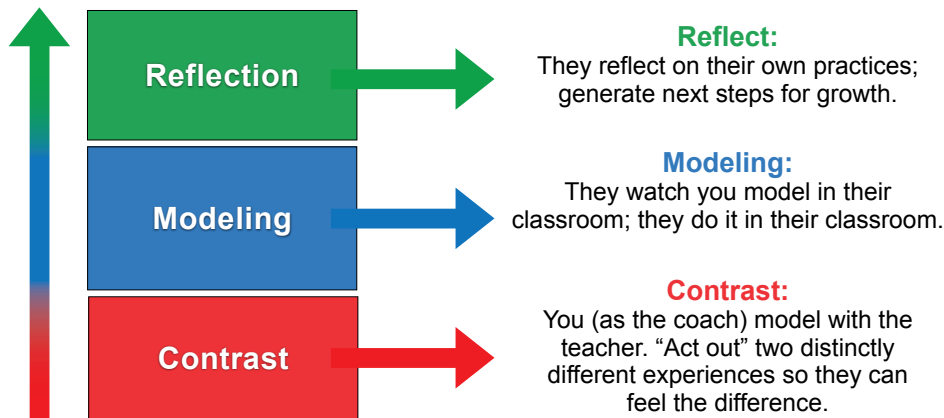 Reflection
Reflect:
They reflect on their own practices;
generate next steps for growth.
Modeling
Modeling:
They watch you model in their
classroom; they do it in their classroom.
Contrast
Contrast:
You (as the coach) model with the
teacher. “Act out” two distinctly
different experiences so they can
feel the difference.